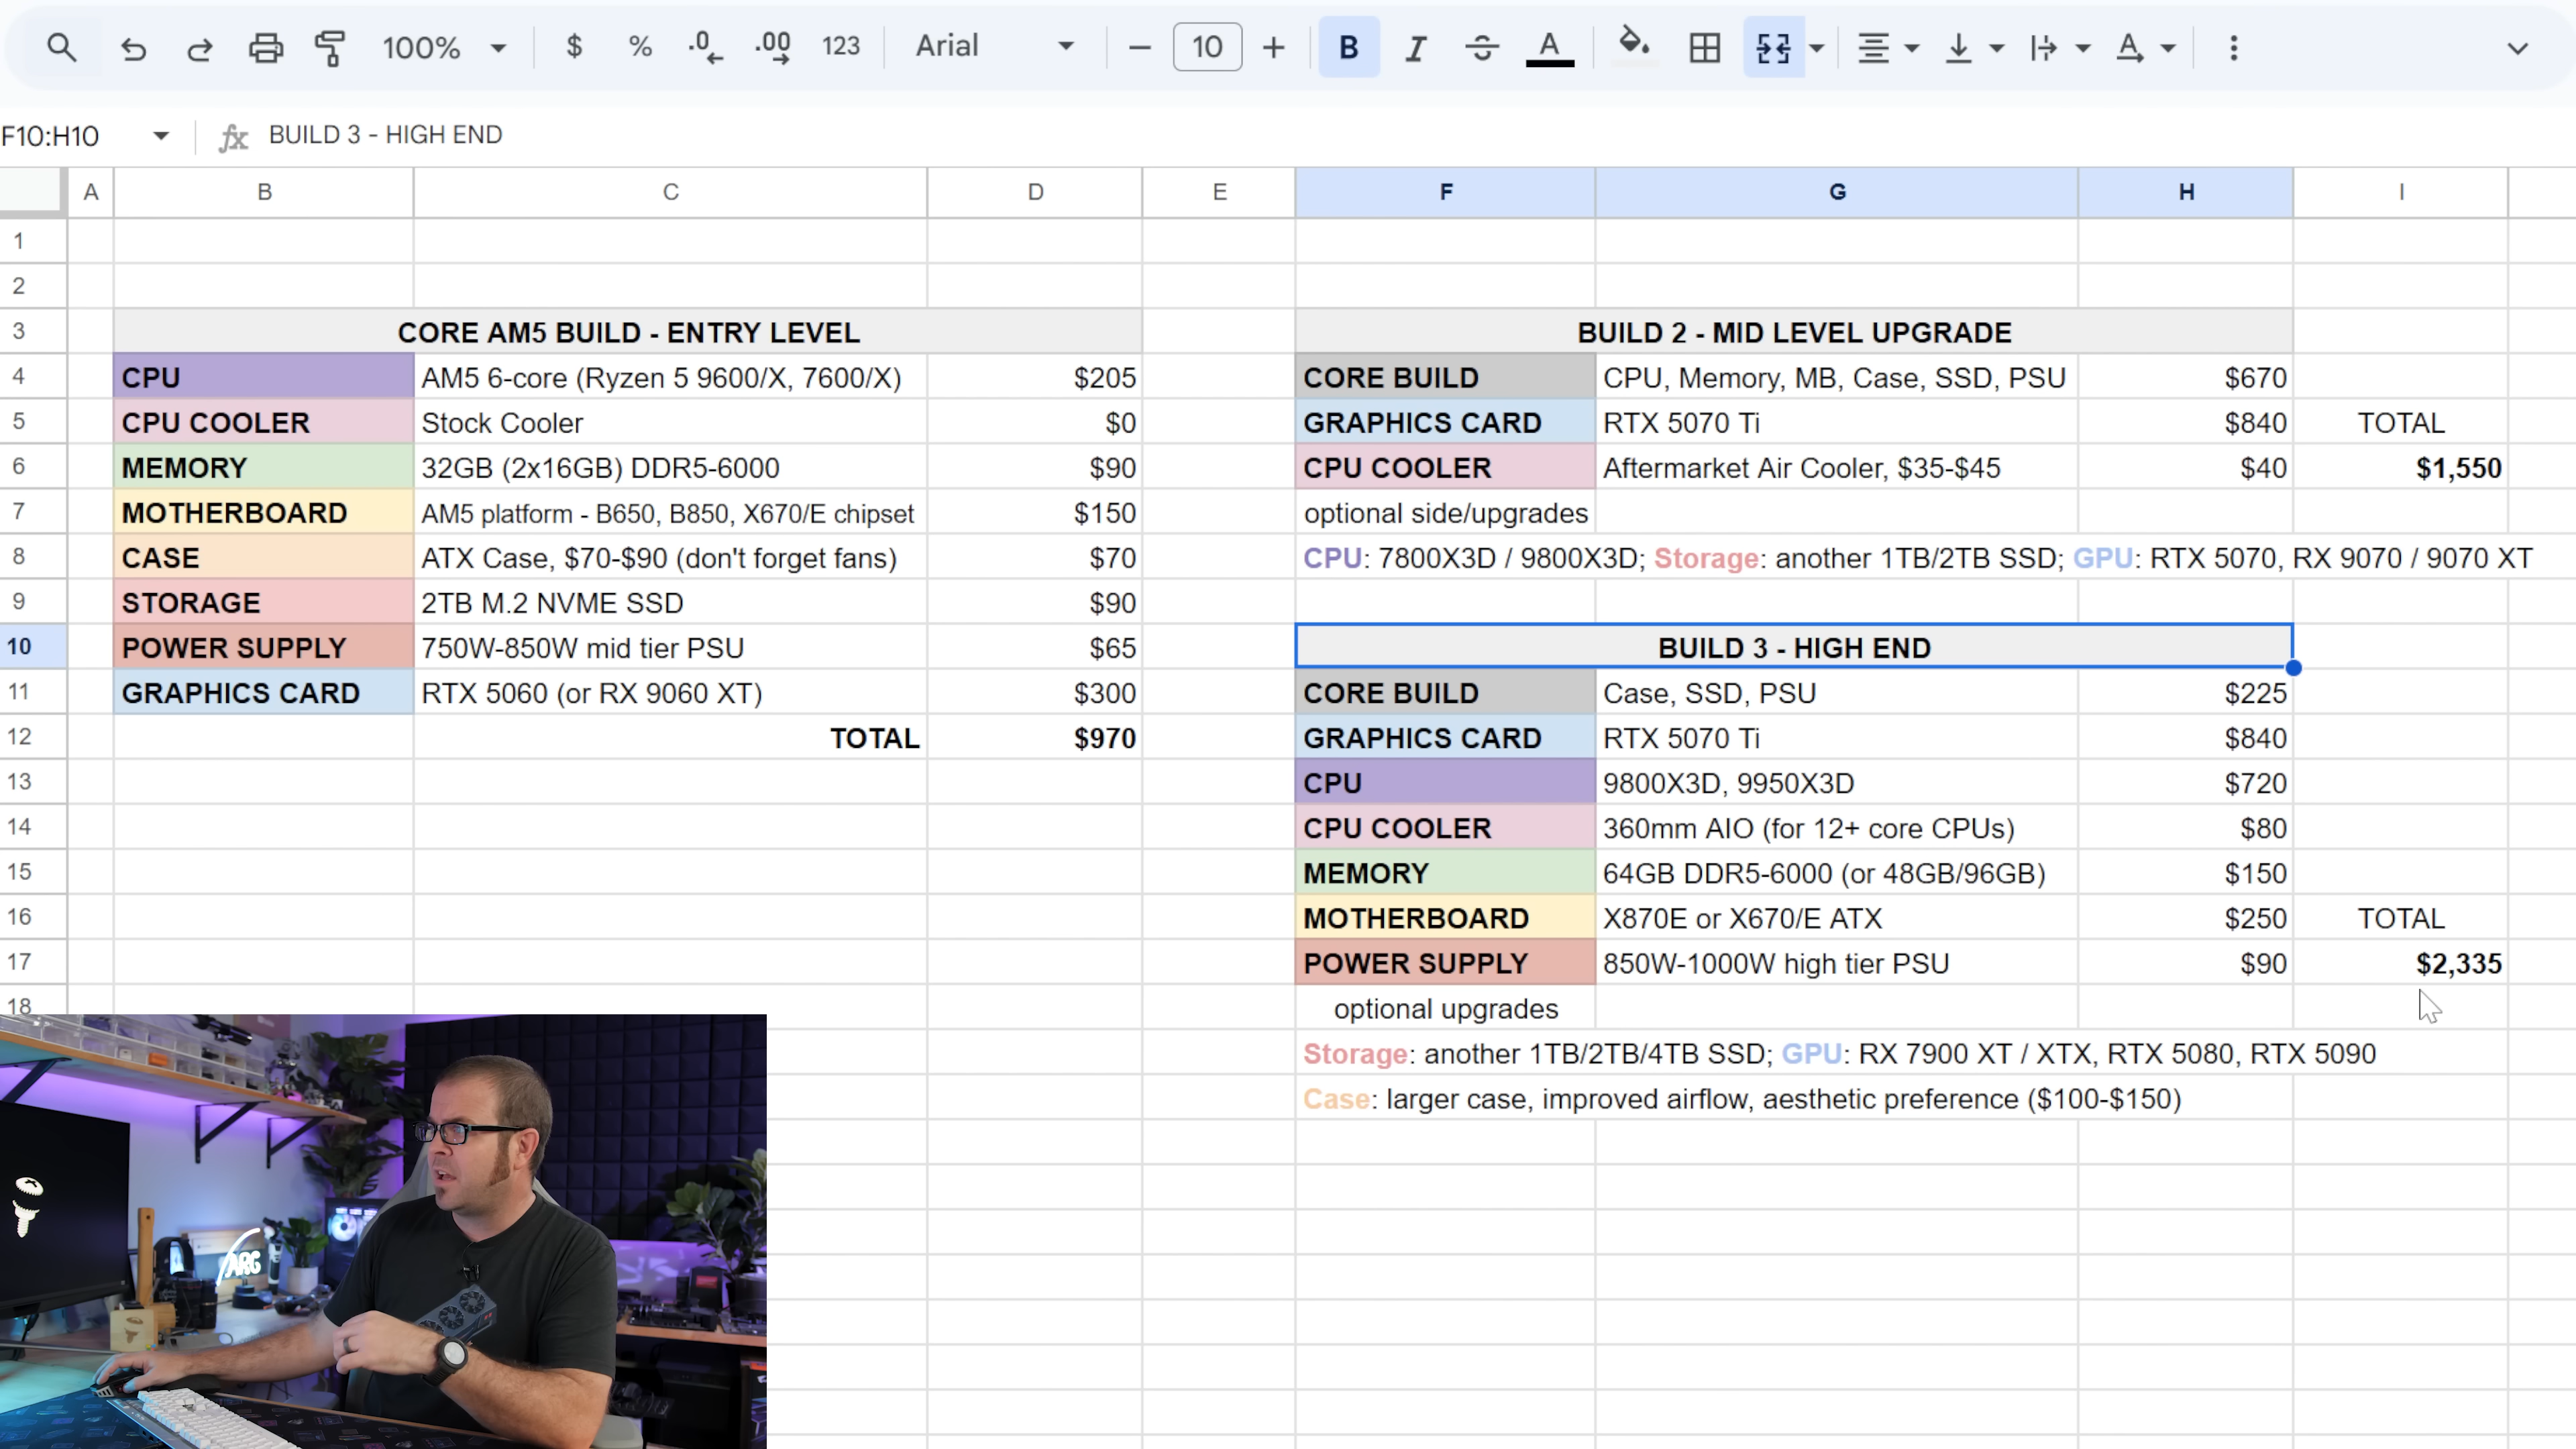 100% $ % .0 .00 123 Arial 10 B I A A
F10:H10 fx BUILD 3 - HIGH END
A B C D E F G H I
1
2
3 CORE AM5 BUILD - ENTRY LEVEL BUILD 2 - MID LEVEL UPGRADE
4 CPU AM5 6-core (Ryzen 5 9600/X, 7600/X) $205 CORE BUILD CPU, Memory, MB, Case, SSD, PSU $670
5 CPU COOLER Stock Cooler $0 GRAPHICS CARD RTX 5070 Ti $840 TOTAL
6 MEMORY 32GB (2x16GB) DDR5-6000 $90 CPU COOLER Aftermarket Air Cooler, $35-$45 $40 $1,550
7 MOTHERBOARD AM5 platform - B650, B850, X670/E chipset $150 optional side/upgrades
8 CASE ATX Case, $70-$90 (don't forget fans) $70 CPU: 7800X3D / 9800X3D; Storage: another 1TB/2TB SSD; GPU: RTX 5070, RX 9070 / 9070 XT
9 STORAGE 2TB M.2 NVME SSD $90
10 POWER SUPPLY 750W-850W mid tier PSU $65 BUILD 3 - HIGH END
11 GRAPHICS CARD RTX 5060 (or RX 9060 XT) $300 CORE BUILD Case, SSD, PSU $225
12 TOTAL $970 GRAPHICS CARD RTX 5070 Ti $840
13 CPU 9800X3D, 9950X3D $720
14 CPU COOLER 360mm AIO (for 12+ core CPUs) $80
15 MEMORY 64GB DDR5-6000 (or 48GB/96GB) $150
16 MOTHERBOARD X870E or X670/E ATX $250 TOTAL
17 POWER SUPPLY 850W-1000W high tier PSU $90 $2,335
18 optional upgrades
Storage: another 1TB/2TB/4TB SSD; GPU: RX 7900 XT / XTX, RTX 5080, RTX 5090
Case: larger case, improved airflow, aesthetic preference ($100-$150)
ARC